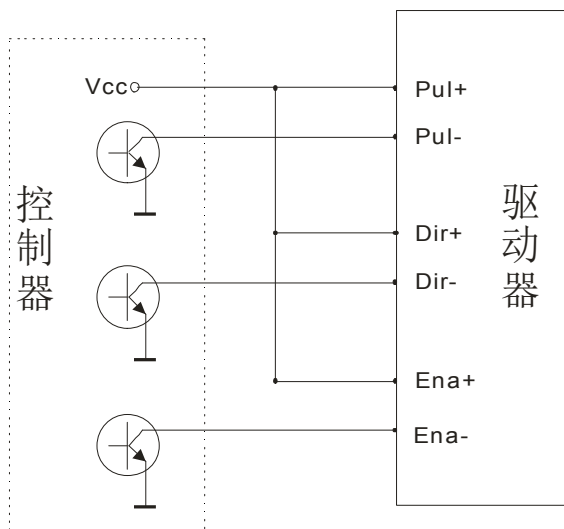 Vcc
Pul+
Pul-
控制器
驱动器
Dir+
Dir-
Ena+
Ena-